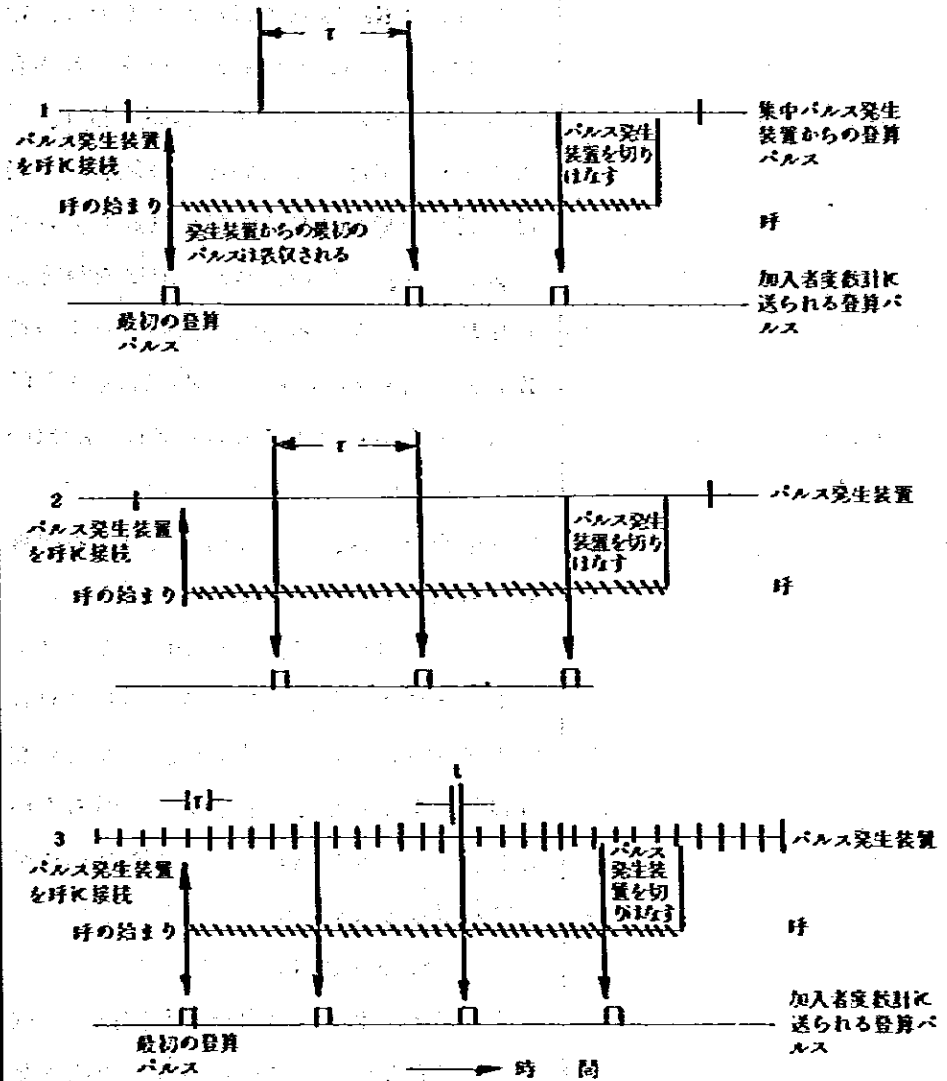 τ
1
パルス発生装置
を呼に接続
呼の始まり
発生装置からの最初の
パルスは吸収される
パルス発生
装置を切り
はなす
集中パルス発生
装置からの登算
パルス
呼
最初の登算
パルス
加入者度数計に
送られる登算パ
ルス
τ
2
パルス発生装置
を呼に接続
呼の始まり
パルス発生
装置を切り
はなす
パルス発生装置
呼
τ
t
3
パルス発生装置
を呼に接続
呼の始まり
パルス
発生装
置を切
りはなす
パルス発生装置
呼
最初の登算
パルス
加入者度数計に
送られる登算パ
ルス
時 間